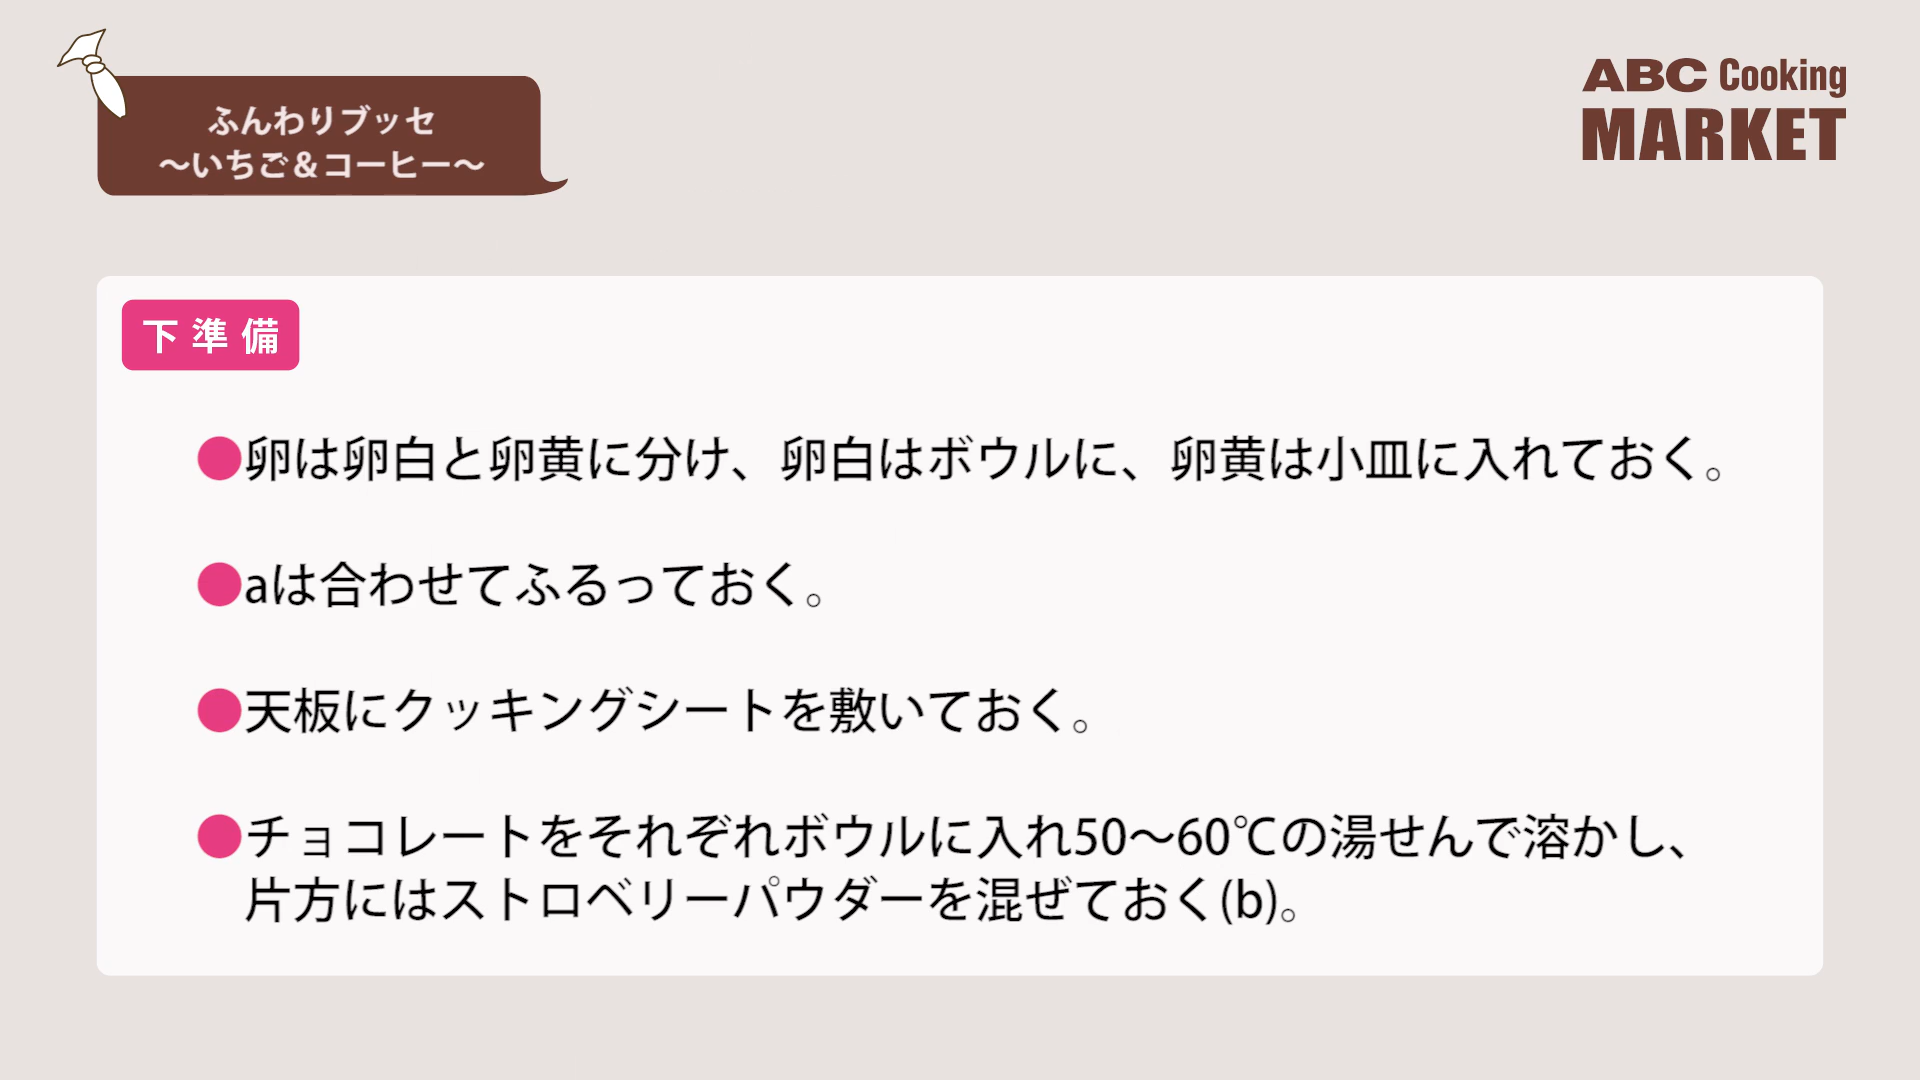 ふんわりブッセ
～いちご＆コーヒー～
ABC Cooking
MARKET
下準備
●卵は卵白と卵黄に分け、卵白はボウルに、卵黄は小皿に入れておく。
●aは合わせてふるっておく。
●天板にクッキングシートを敷いておく。
●チョコレートをそれぞれボウルに入れ50～60℃の湯せんで溶かし、
片方にはストロベリーパウダーを混ぜておく(b)。